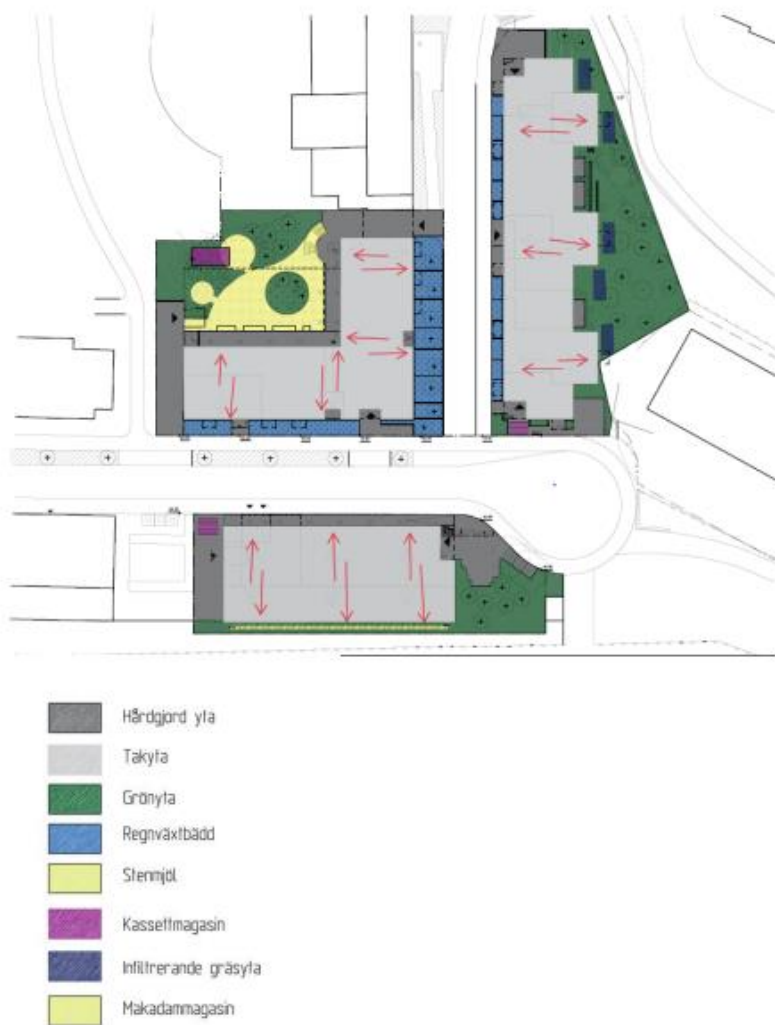 Hårdgjord yta
Takyta
Grönyta
Regnväxtbädd
Stenmjöl
Kassettmagasin
Infiltrerande gräsyta
Makadammagasin